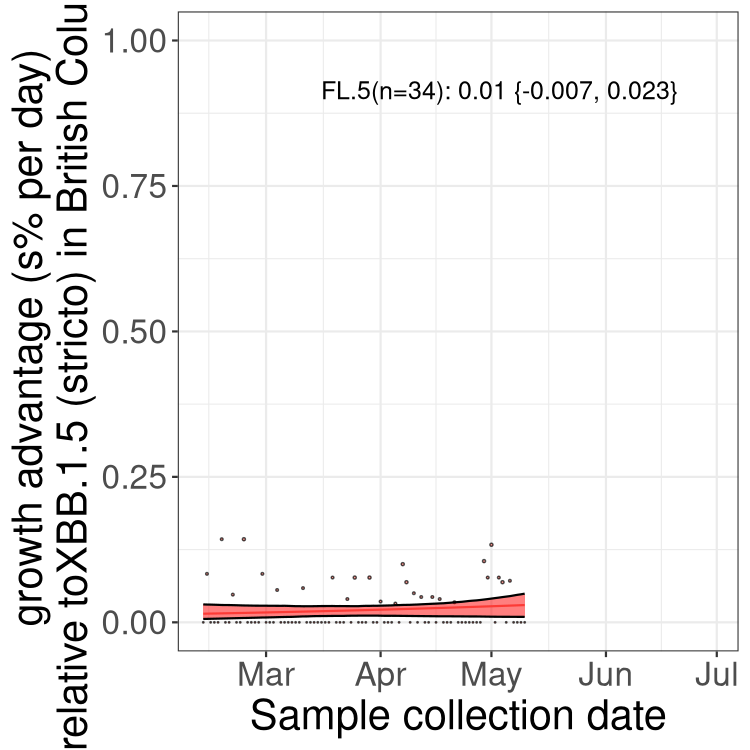 growth advantage (s% per day)
relative toXBB.1.5 (stricto) in British Colu
1.00
0.75
0.50
0.25
0.00
FL.5(n=34): 0.01 {-0.007, 0.023}
Mar
Apr
May
Jun
Jul
Sample collection date